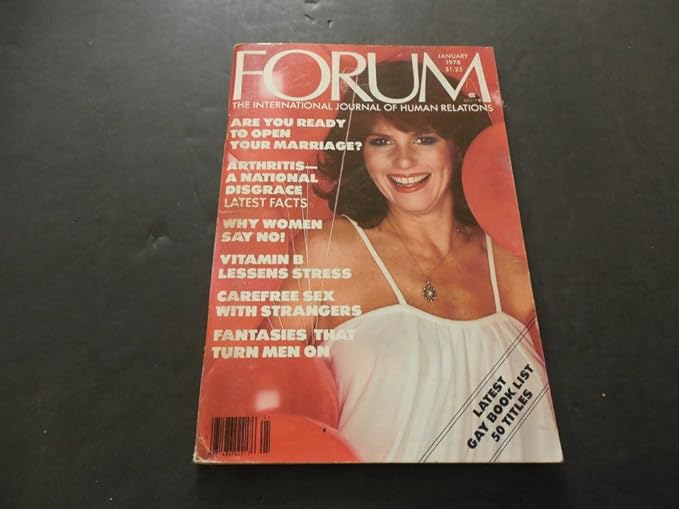 FORUM
JANUARY
1978
$1.25
THE INTERNATIONAL JOURNAL OF HUMAN RELATIONS
ARE YOU READY
TO OPEN
YOUR MARRIAGE?
ARTHRITIS—
A NATIONAL
DISGRACE
LATEST FACTS
WHY WOMEN
SAY NO!
VITAMIN B
LESSENS STRESS
CAREFREE SEX
WITH STRANGERS
FANTASIES THAT
TURN MEN ON
LATEST
GAY BOOK LIST
50 TITLES